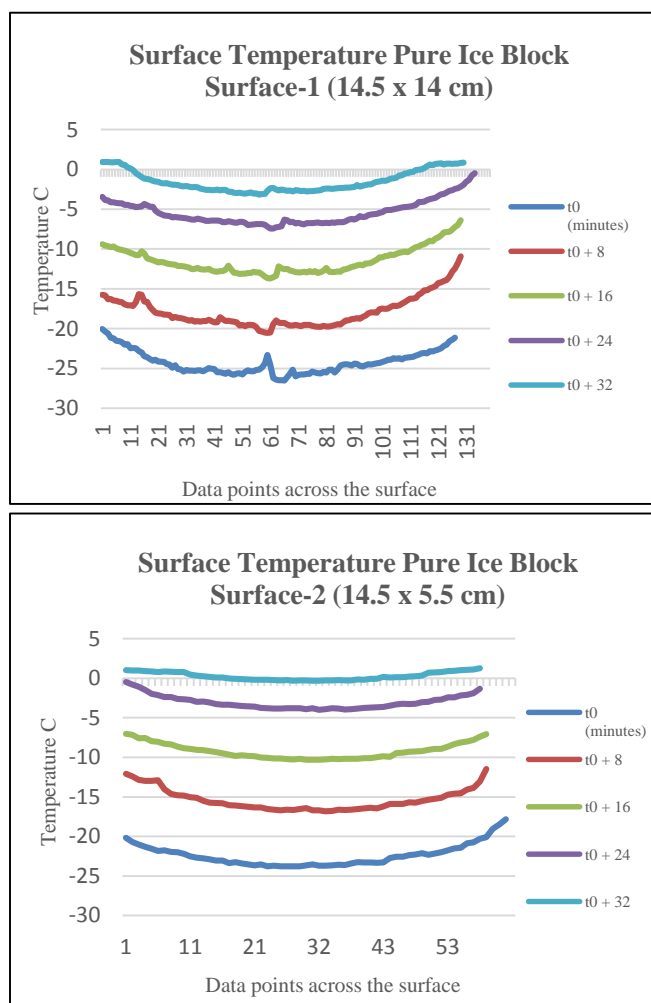 Surface Temperature Pure Ice Block
Surface-1 (14.5 x 14 cm)
5
0
-5
-10
-15
-20
-25
-30
Temperature C
1
11
21
31
41
51
61
71
81
91
101
111
121
131
Data points across the surface
t0
(minutes)
t0 + 8
t0 + 16
t0 + 24
t0 + 32
Surface Temperature Pure Ice Block
Surface-2 (14.5 x 5.5 cm)
5
0
-5
-10
-15
-20
-25
-30
Temperature C
1 11 21 32 43 53
Data points across the surface
t0
(minutes)
t0 + 8
t0 + 16
t0 + 24
t0 + 32